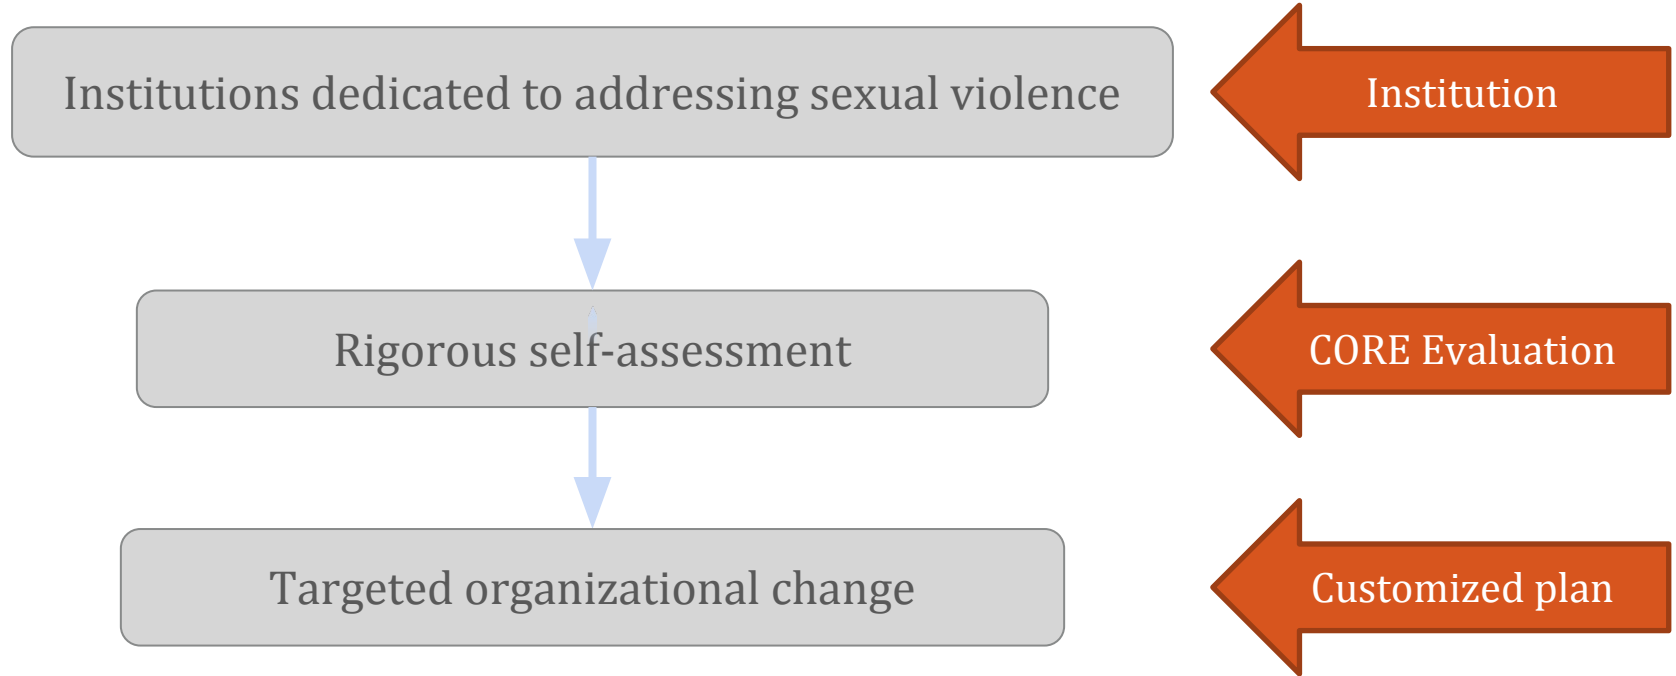 Institutions dedicated to addressing sexual violence
Institution
Rigorous self-assessment
CORE Evaluation
Targeted organizational change
Customized plan